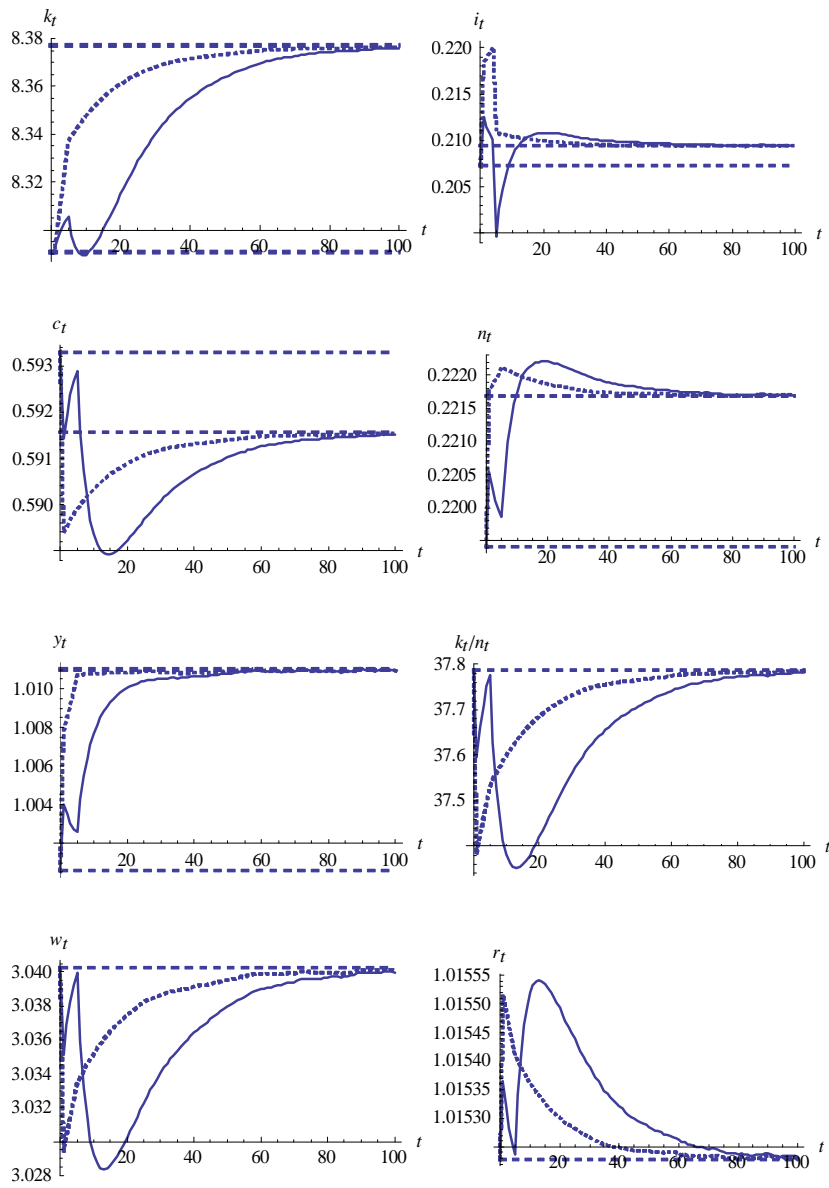 k_t
8.38
8.36
8.34
8.32
20 40 60 80 100 t
i_t
0.220
0.215
0.210
0.205
20 40 60 80 100 t
c_t
0.593
0.592
0.591
0.590
20 40 60 80 100 t
n_t
0.2220
0.2215
0.2210
0.2205
0.2200
20 40 60 80 100 t
y_t
1.010
1.008
1.006
1.004
20 40 60 80 100 t
k_t/n_t
37.8
37.7
37.6
37.5
20 40 60 80 100 t
w_t
3.040
3.038
3.036
3.034
3.032
3.030
3.028
20 40 60 80 100 t
r_t
1.01555
1.01550
1.01545
1.01540
1.01535
1.01530
20 40 60 80 100 t